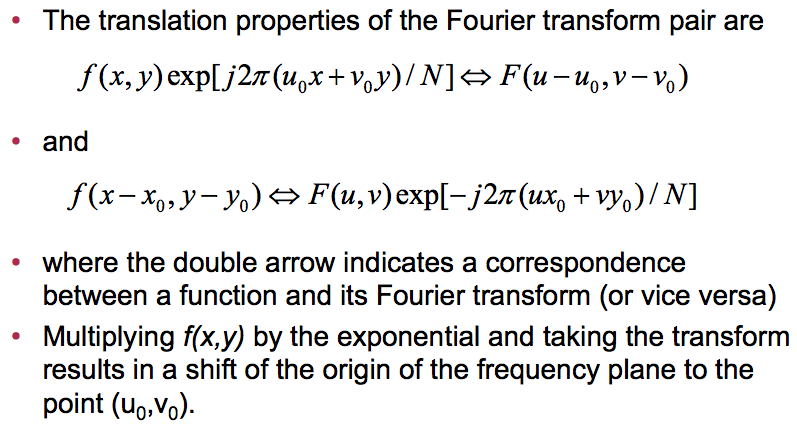 • The translation properties of the Fourier transform pair are
f(x, y) exp[j2π(u₀x + v₀y) / N] ⇔ F(u − u₀, v − v₀)
• and
f(x − x₀, y − y₀) ⇔ F(u, v) exp[−j2π(ux₀ + vy₀) / N]
• where the double arrow indicates a correspondence
between a function and its Fourier transform (or vice versa)
• Multiplying f(x,y) by the exponential and taking the transform
results in a shift of the origin of the frequency plane to the
point (u₀,v₀).